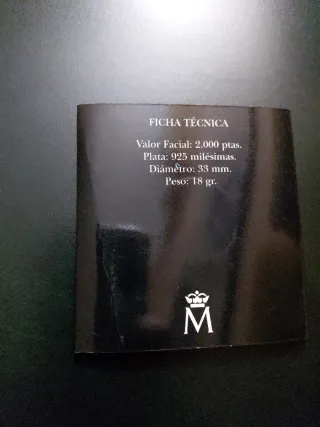 FICHA TÉCNICA
Valor Facial: 2.000 ptas.
Plata: 925 milésimas.
Diámetro: 33 mm.
Peso: 18 gr.
M